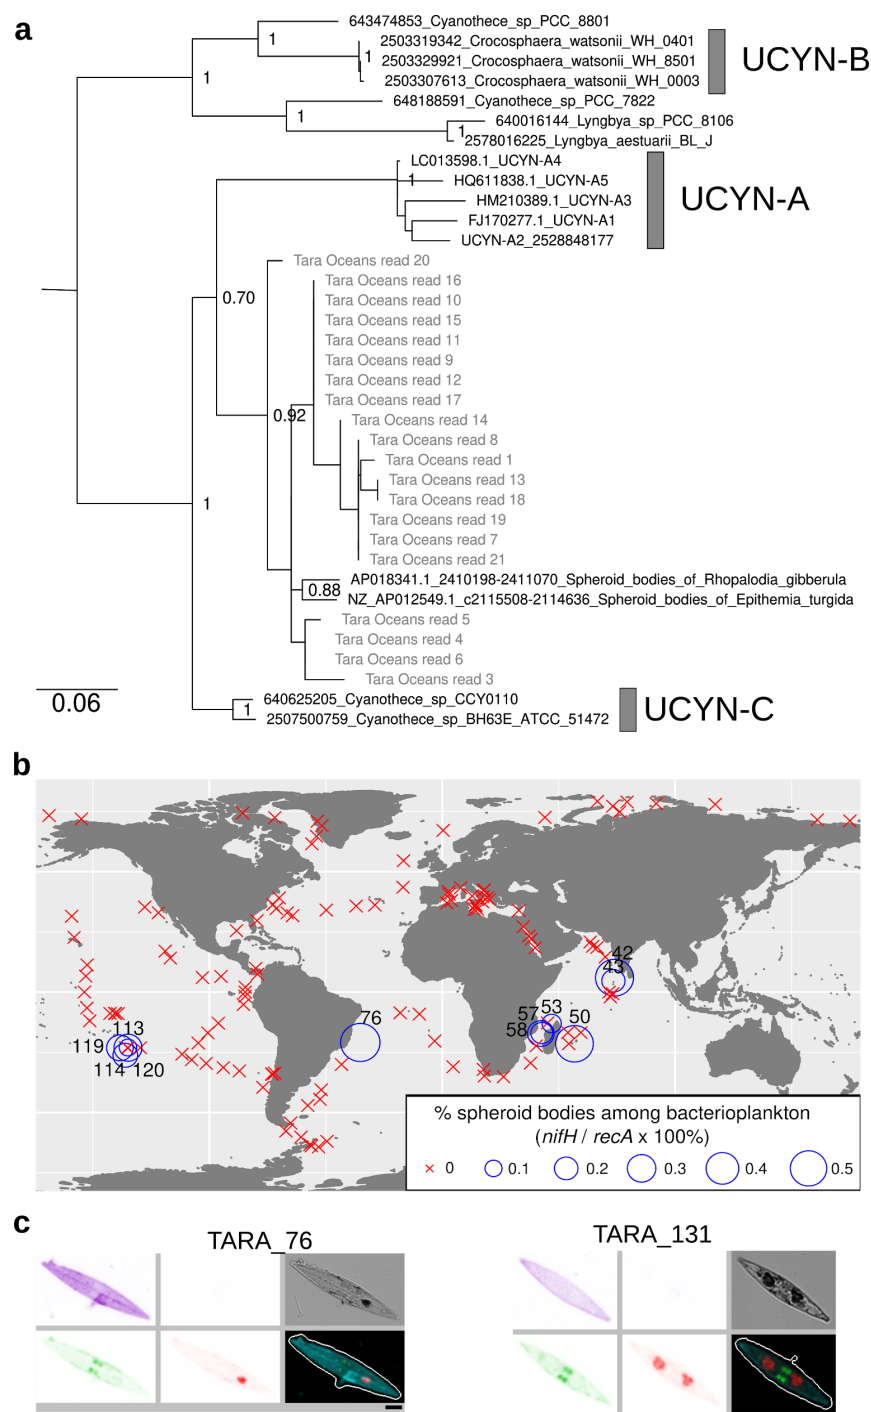 a
643474853_Cyanothece_sp_PCC_8801
1
2503319342_Crocosphaera_watsonii_WH_0401
1
2503329921_Crocosphaera_watsonii_WH_8501
UCYN-B
1
2503307613_Crocosphaera_watsonii_WH_0003
648188591_Cyanothece_sp_PCC_7822
1
640016144_Lyngbya_sp_PCC_8106
1
2578016225_Lyngbya_aestuarii_BL_J
LC013598.1_UCYN-A4
1
HQ611838.1_UCYN-A5
HM210389.1_UCYN-A3
UCYN-A
FJ170277.1_UCYN-A1
UCYN-A2_2528848177
Tara Oceans read 20
Tara Oceans read 16
0.70
Tara Oceans read 10
Tara Oceans read 15
Tara Oceans read 11
Tara Oceans read 9
Tara Oceans read 12
Tara Oceans read 17
0.92
Tara Oceans read 14
Tara Oceans read 8
Tara Oceans read 1
Tara Oceans read 13
1
Tara Oceans read 18
Tara Oceans read 19
Tara Oceans read 7
Tara Oceans read 21
AP018341.1_2410198-2411070_Spheroid_bodies_of_Rhopalodia_gibberula
0.88
NZ_AP012549.1_c2115508-2114636_Spheroid_bodies_of_Epithemia_turgida
Tara Oceans read 5
Tara Oceans read 4
Tara Oceans read 6
Tara Oceans read 3
0.06
640625205_Cyanothece_sp_CCY0110
1
2507500759_Cyanothece_sp_BH63E_ATCC_51472
UCYN-C
b
42
43
53
57
50
58
76
113
119
114
120
% spheroid bodies among bacterioplankton
(nifH / recA x 100%)
0 0.1 0.2 0.3 0.4 0.5
c
TARA_76
TARA_131